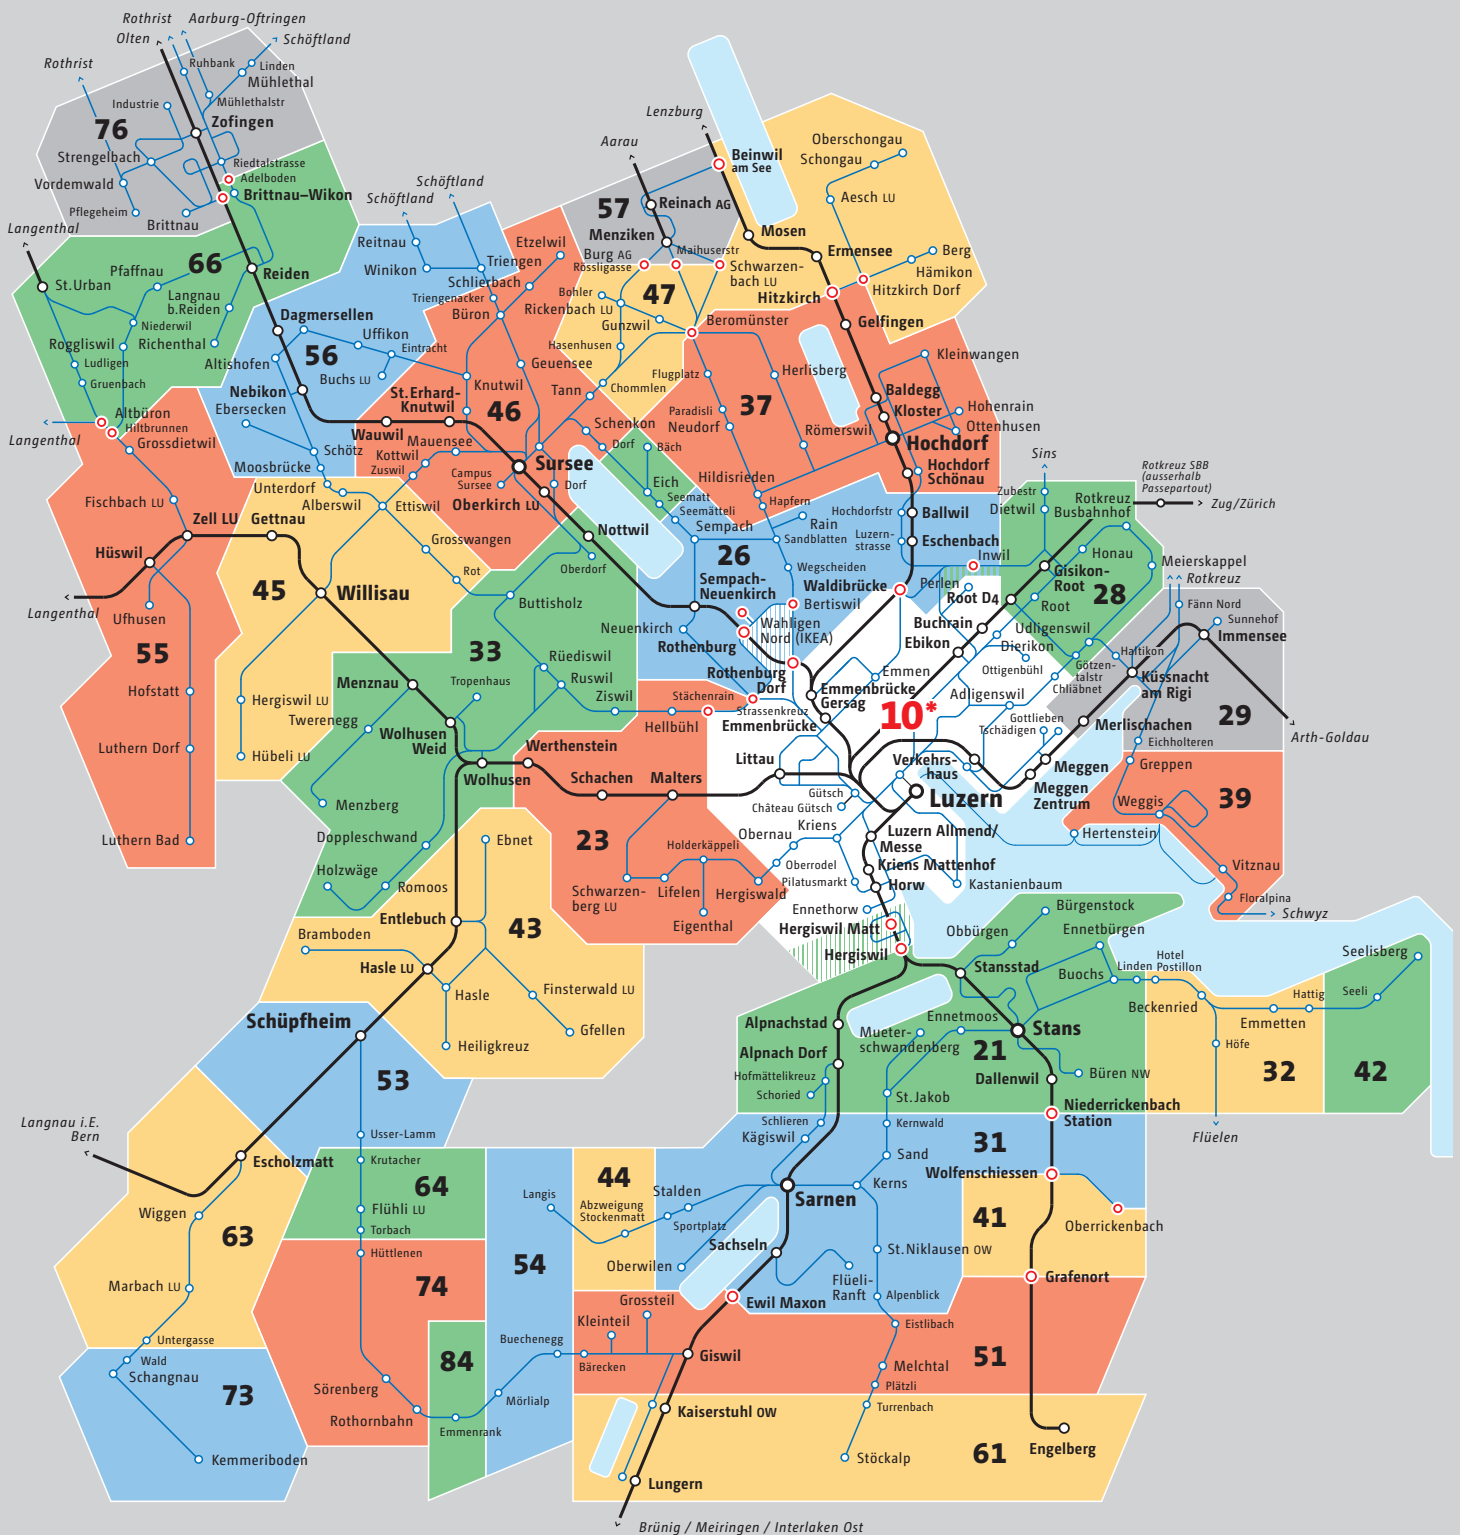 Rothrist
Aarburg-Oftringen
Olten
Schöftland
Rothrist
Ruhbank
Linden
Mühlethal
Industrie
Mühlethalstr
76
Zofingen
Strengelbach
Riedtalstrasse
Adelboden
Vordemwald
Brittnau–Wikon
Pflegeheim
Brittnau
Langenthal
Schöftland
Schöftland
Reitnau
Winikon
66
Pfaffnau
Reiden
St.Urban
Langnau
b.Reiden
Niederwil
Richenthal
Roggliswil
Ludligen
Gruenbach
Altbüron
Hiltbrunnen
Langenthal
Grossdietwil
Dagmersellen
Uffikon
Eintracht
56
Altishofen
Buchs LU
Nebikon
Ebersecken
Wauwil
St.Erhard-
Knutwil
Schötz
Moosbrücke
Etzelwil
Triengen
Schlierbach
Triengenacker
Büron
Geuensee
Knutwil
46
Mauensee
Kottwil
Zuswil
Campus
Sursee
Sursee
Oberkirch LU
Dorf
Tann
Schenkon
Dorf
Bäch
Eich
Seematt
Seemätteli
Sempach
Aarau
Lenzburg
57
Reinach AG
Menziken
Burg AG
Rössligasse
Maihuserstr
Schwarzen-
bach LU
Beinwil
am See
Mosen
Oberschongau
Schongau
Aesch LU
Ermensee
Berg
Hämikon
Hitzkirch Dorf
Hitzkirch
Gelfingen
Bohler
Rickenbach LU
47
Gunzwil
Hasenhusen
Chommlen
Beromünster
Flugplatz
Herlisberg
37
Paradisli
Neudorf
Römerswil
Hildisrieden
Hapfern
Kleinwangen
Baldegg
Kloster
Hohenrain
Ottenhusen
Hochdorf
Hochdorf
Schönau
Sins
Rotkreuz SBB
(ausserhalb
Passepartout)
Zug/Zürich
Rotkreuz
Busbahnhof
Zubestr
Dietwil
Hochdorfstr
Ballwil
Luzern-
strasse
Eschenbach
Inwil
Rain
Sandblatten
Wegscheiden
Waldibrücke
Bertiswil
26
Sempach-
Neuenkirch
Wahligen
Nord (IKEA)
Neuenkirch
Rothenburg
Rothenburg
Dorf
Perlen
Root D4
Buchrain
Ebikon
Gisikon-
Root
Root
Honau
28
Meierskappel
Rotkreuz
Udligenswil
Dierikon
Ottigenbühl
Götzen-
talstr
Chliäbnet
Haltikon
Fänn Nord
Sunnehof
Immensee
Küssnacht
am Rigi
29
Arth-Goldau
Merlischachen
Eichholteren
Greppen
Weggis
39
Hertenstein
Vitznau
Floralpina
Schwyz
Unterdorf
Alberswil
Ettiswil
Fischbach LU
Zell LU
Gettnau
Grosswangen
Hüswil
Rot
45
Willisau
Langenthal
Ufhusen
55
Hofstatt
Luthern Dorf
Luthern Bad
Hergiswil LU
Hübeli LU
Nottwil
Oberdorf
Buttisholz
33
Rüediswil
Ruswil
Ziswil
Tropenhaus
Menznau
Twerenegg
Wolhusen
Weid
Wolhusen
Menzberg
Doppleschwand
Holzwäge
Romoos
Werthenstein
Schachen
Malters
Stächenrain
Hellbühl
23
Schwarzen-
berg LU
Lifelen
Holderkäppeli
Hergiswald
Eigenthal
Emmen
Emmenbrücke
Gersag
Strassenkreuz
Emmenbrücke
10*
Adligenswil
Gottlieben
Tschädigen
Littau
Verkehrs-
haus
Meggen
Meggen
Zentrum
Gütsch
Château Gütsch
Luzern
Kriens
Obernau
Luzern Allmend/
Messe
Oberrodel
Kriens Mattenhof
Pilatusmarkt
Horw
Kastanienbaum
Ennethorw
Hergiswil Matt
Hergiswil
Ebnet
Entlebuch
43
Bramboden
Hasle LU
Hasle
Finsterwald LU
Gfellen
Heiligkreuz
Schüpfheim
53
Langnau i.E.
Bern
Escholzmatt
Usser-Lamm
Krutacher
64
Flühli LU
Torbach
Wiggen
63
Hüttlenen
Marbach LU
74
Untergasse
Wald
Schangnau
73
Kemmeriboden
Sörenberg
Rothornbahn
84
Emmenrank
Mörlialp
Buechenegg
54
Langis
44
Abzweigung
Stockenmatt
Stalden
Sportplatz
Oberwilen
Bürgenstock
Obbürgen
Ennetbürgen
Stansstad
Buochs
Linden
Hotel
Postillon
Beckenried
Seelisberg
Seeli
Hattig
Emmetten
Höfe
32
42
Flüelen
Alpnachstad
Ennetmoos
Mueter-
schwandenberg
Stans
21
Alpnach Dorf
Hofmättelikreuz
Schoried
Dallenwil
Büren NW
St.Jakob
Niederrickenbach
Station
Schlieren
Kägiswil
Kernwald
31
Sand
Wolfenschiessen
Kerns
Sarnen
41
Oberrickenbach
Sachseln
St.Niklausen OW
Flüeli-
Ranft
Alpenblick
Grafenort
Ewil Maxon
Grossteil
Kleinteil
Bärecken
Giswil
Eistlibach
51
Melchtal
Plätzli
Turrenbach
Kaiserstuhl OW
Stöckalp
61
Engelberg
Lungern
Brünig / Meiringen / Interlaken Ost